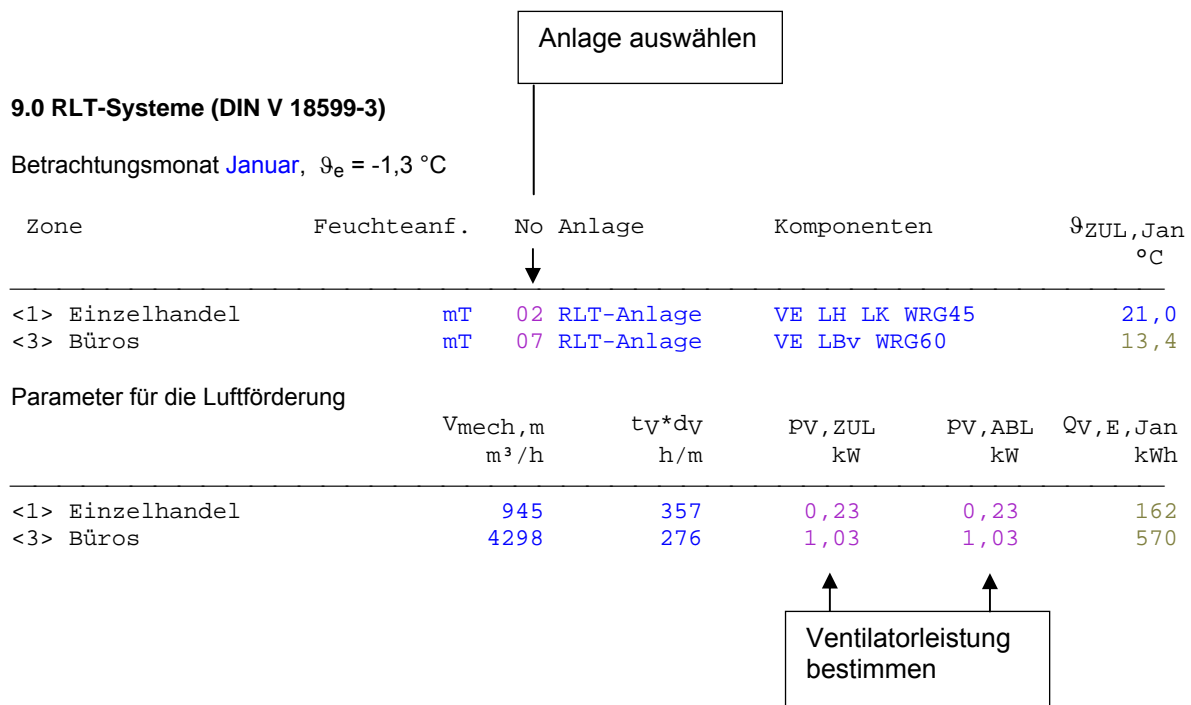 Anlage auswählen
9.0 RLT-Systeme (DIN V 18599-3)
Betrachtungsmonat Januar, ϑe = -1,3 °C
Zone Feuchteanf. No Anlage Komponenten ϑZUL,Jan
°C
<1> Einzelhandel mT 02 RLT-Anlage VE LH LK WRG45 21,0
<3> Büros mT 07 RLT-Anlage VE LBv WRG60 13,4
Parameter für die Luftförderung
Vmech,m tV*dV PV,ZUL PV,ABL QV,E,Jan
m³/h h/m kW kW kWh
<1> Einzelhandel 945 357 0,23 0,23 162
<3> Büros 4298 276 1,03 1,03 570
Ventilatorleistung
bestimmen